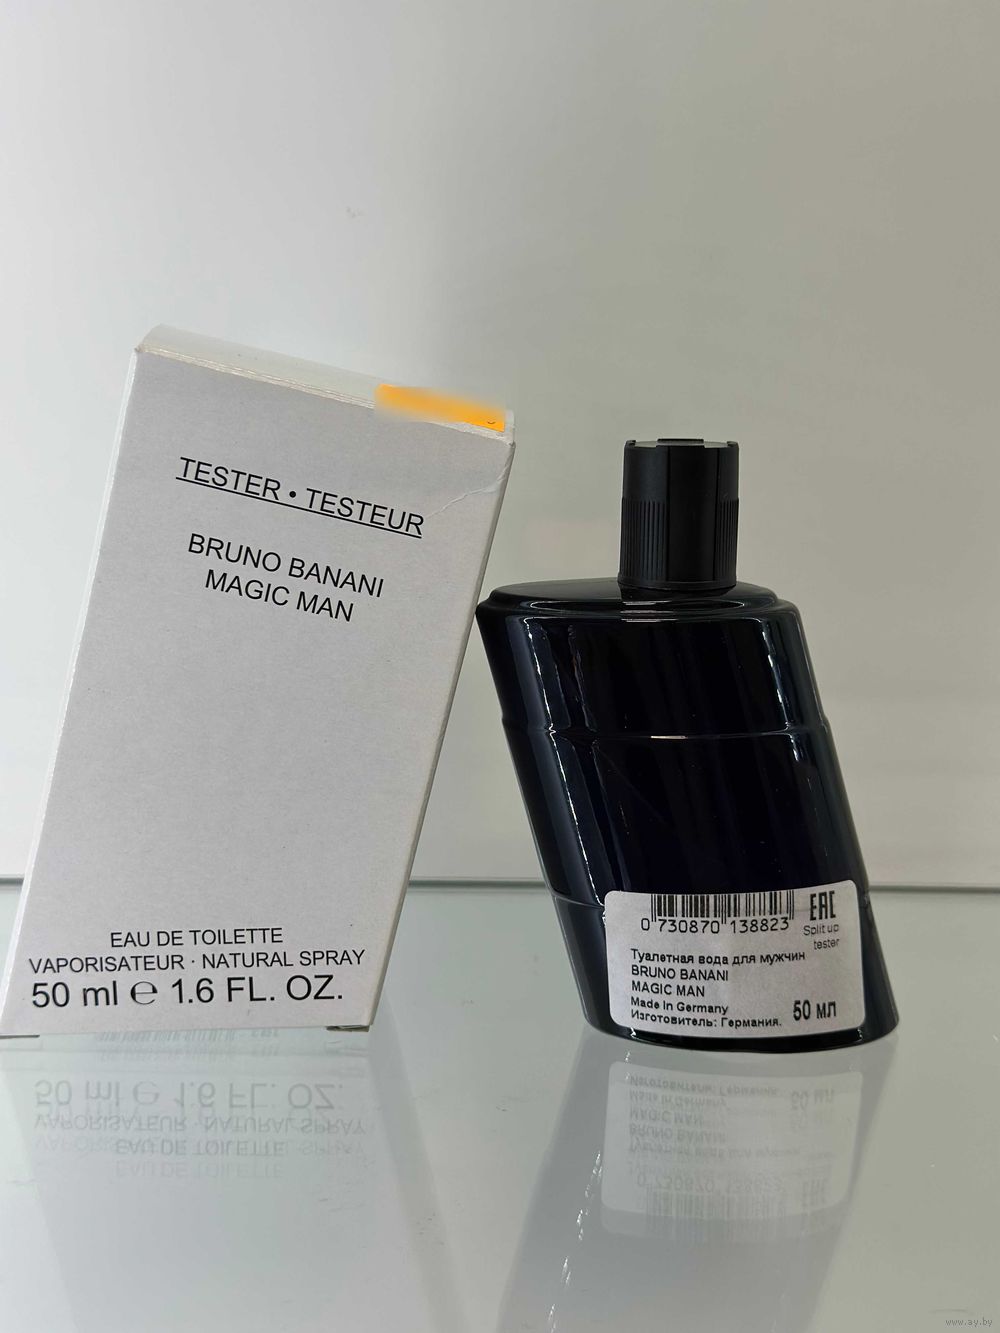 TESTER • TESTEUR
BRUNO BANANI
MAGIC MAN
EAU DE TOILETTE
VAPORISATEUR · NATURAL SPRAY
50 ml ℮ 1.6 FL. OZ.
0 730870 138823
EAC
Split up
tester
Туалетная вода для мужчин
BRUNO BANANI
MAGIC MAN
Made in Germany
Изготовитель: Германия.
50 мл
www.ay.by